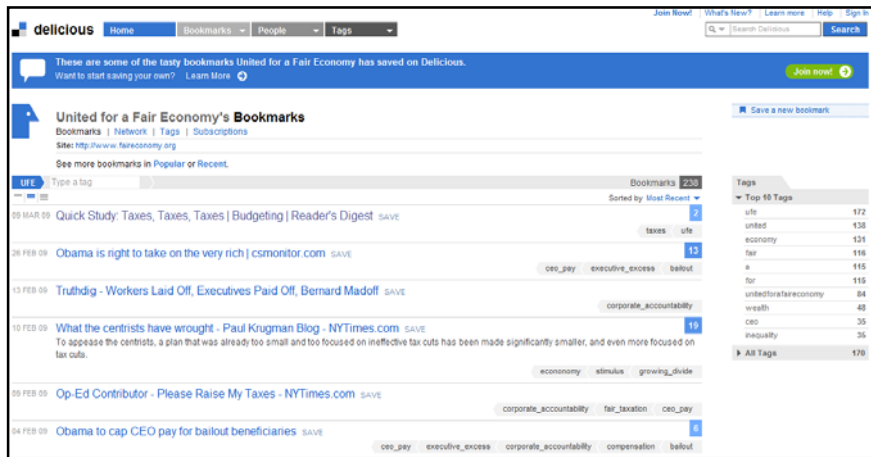 Join Now! | What's New? | Learn more | Help | Sign In
delicious Home Bookmarks People Tags Search Delicious Search
These are some of the tasty bookmarks United for a Fair Economy has saved on Delicious.
Want to start saving your own? Learn More
Join now!
United for a Fair Economy's Bookmarks
Bookmarks | Network | Tags | Subscriptions
Site: http://www.faireconomy.org
See more bookmarks in Popular or Recent.
Save a new bookmark
UFE Type a tag Bookmarks 238
Sorted by Most Recent
09 MAR 09 Quick Study: Taxes, Taxes, Taxes | Budgeting | Reader's Digest SAVE 2
taxes ufe
26 FEB 09 Obama is right to take on the very rich | csmonitor.com SAVE 13
ceo_pay executive_excess bailout
13 FEB 09 Truthdig - Workers Laid Off, Executives Paid Off, Bernard Madoff SAVE
corporate_accountability
10 FEB 09 What the centrists have wrought - Paul Krugman Blog - NYTimes.com SAVE 19
To appease the centrists, a plan that was already too small and too focused on ineffective tax cuts has been made significantly smaller, and even more focused on
tax cuts.
econonomy stimulus growing_divide
09 FEB 09 Op-Ed Contributor - Please Raise My Taxes - NYTimes.com SAVE
corporate_accountability fair_taxation ceo_pay
04 FEB 09 Obama to cap CEO pay for bailout beneficiaries SAVE 6
ceo_pay executive_excess corporate_accountability compensation bailout
Tags
Top 10 Tags
ufe 172
united 138
economy 131
fair 116
a 115
for 115
unitedforafaireconomy 84
wealth 48
ceo 35
inequality 35
All Tags 170